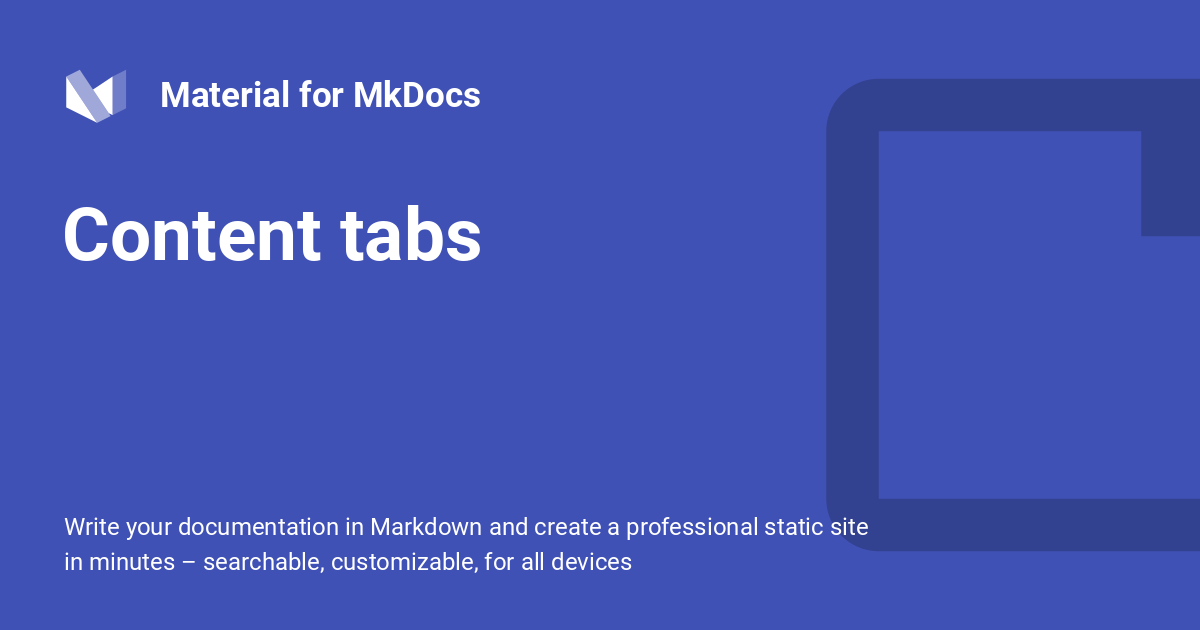 Material for MkDocs
Content tabs
Write your documentation in Markdown and create a professional static site
in minutes – searchable, customizable, for all devices